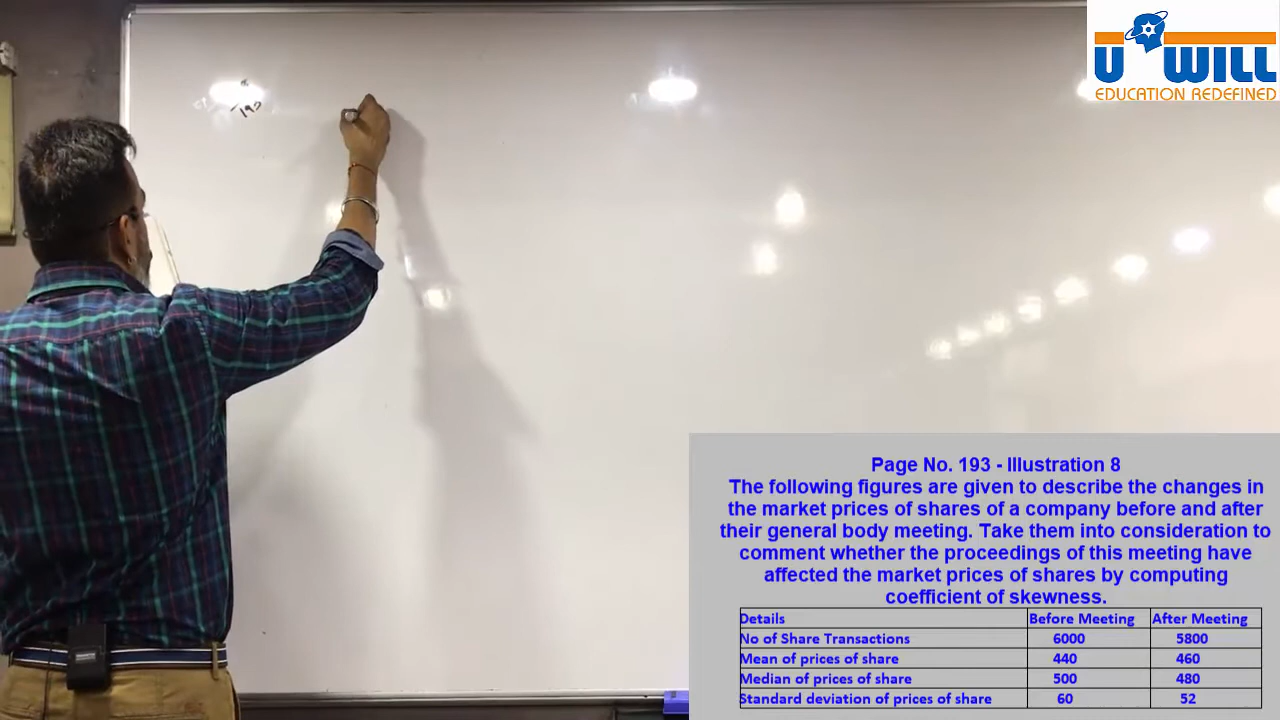 U WILL
EDUCATION REDEFINED
193
Page No. 193 - Illustration 8
The following figures are given to describe the changes in
the market prices of shares of a company before and after
their general body meeting. Take them into consideration to
comment whether the proceedings of this meeting have
affected the market prices of shares by computing
coefficient of skewness.
Details Before Meeting After Meeting
No of Share Transactions 6000 5800
Mean of prices of share 440 460
Median of prices of share 500 480
Standard deviation of prices of share 60 52